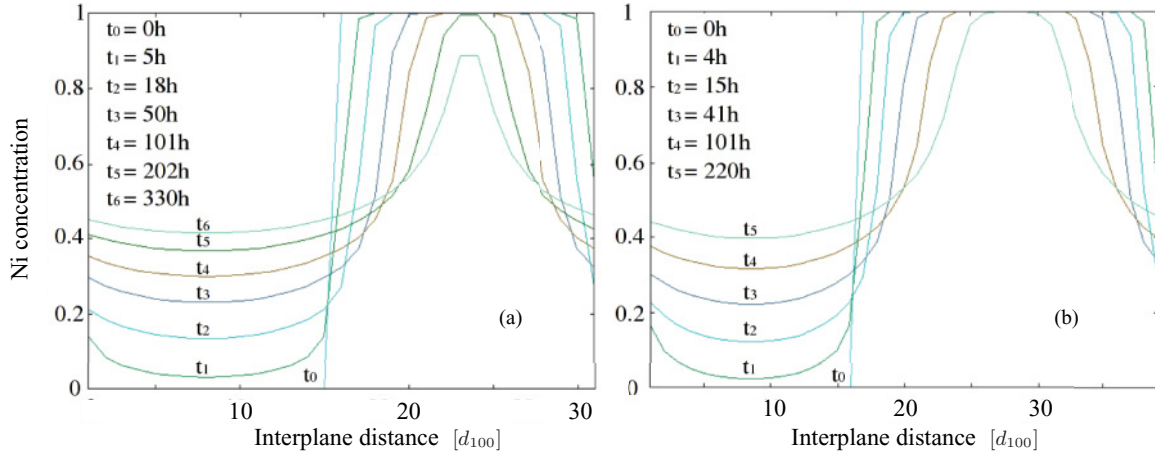 Ni concentration
1
0.8
0.6
0.4
0.2
0
t₀ = 0h
t₁ = 5h
t₂ = 18h
t₃ = 50h
t₄ = 101h
t₅ = 202h
t₆ = 330h
t₆
t₅
t₄
t₃
t₂
t₁
t₀
(a)
10
20
30
Interplane distance [d₁₀₀]
1
0.8
0.6
0.4
0.2
0
t₀ = 0h
t₁ = 4h
t₂ = 15h
t₃ = 41h
t₄ = 101h
t₅ = 220h
t₅
t₄
t₃
t₂
t₁
t₀
(b)
10
20
30
Interplane distance [d₁₀₀]